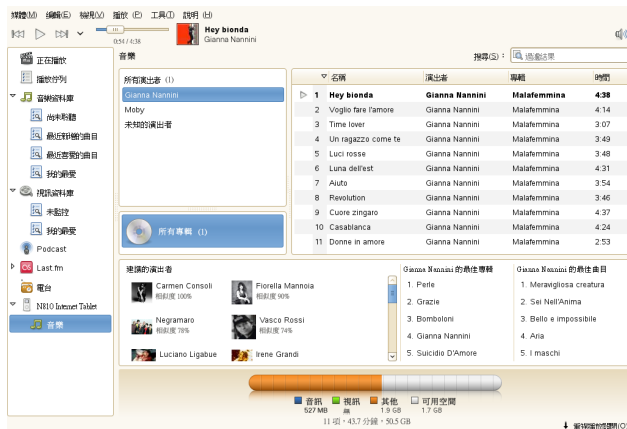 媒體(M) 編輯(E) 檢視(V) 播放 (P) 工具(T) 說明 (H)
Hey bionda
Gianna Nannini
0:54 / 4:38
正在播放
播放佇列
音樂資料庫
尚未聆聽
最近新增的曲目
最近喜愛的曲目
我的最愛
視訊資料庫
未監控
我的最愛
Podcast
Last.fm
電台
N810 Internet Tablet
音樂
音樂
搜尋(S)：
過濾結果
所有演出者 (1)
Gianna Nannini
Moby
未知的演出者
所有專輯 (1)
名稱 演出者 專輯 時間
1 Hey bionda Gianna Nannini Malafemmina 4:38
2 Voglio fare l'amore Gianna Nannini Malafemmina 4:14
3 Time lover Gianna Nannini Malafemmina 3:07
4 Un ragazzo come te Gianna Nannini Malafemmina 3:49
5 Luci rosse Gianna Nannini Malafemmina 3:48
6 Luna dell'est Gianna Nannini Malafemmina 4:31
7 Aiuto Gianna Nannini Malafemmina 3:54
8 Revolution Gianna Nannini Malafemmina 3:46
9 Cuore zingaro Gianna Nannini Malafemmina 4:37
10 Casablanca Gianna Nannini Malafemmina 4:24
11 Donne in amore Gianna Nannini Malafemmina 2:53
建議的演出者
Carmen Consoli
相似度 100%
Fiorella Mannoia
相似度 90%
Negramaro
相似度 78%
Vasco Rossi
相似度 74%
Luciano Ligabue
Irene Grandi
Gianna Nannini 的最佳專輯
1. Perle
2. Grazie
3. Bomboloni
4. Gianna Nannini
5. Suicidio D'Amore
Gianna Nannini 的最佳曲目
1. Meravigliosa creatura
2. Sei Nell'Anima
3. Bello e impossibile
4. Aria
5. I maschi
音訊 視訊 其他 可用空間
527 MB 無 1.9 GB 1.7 GB
11 項，43.7 分鐘，50.5 GB